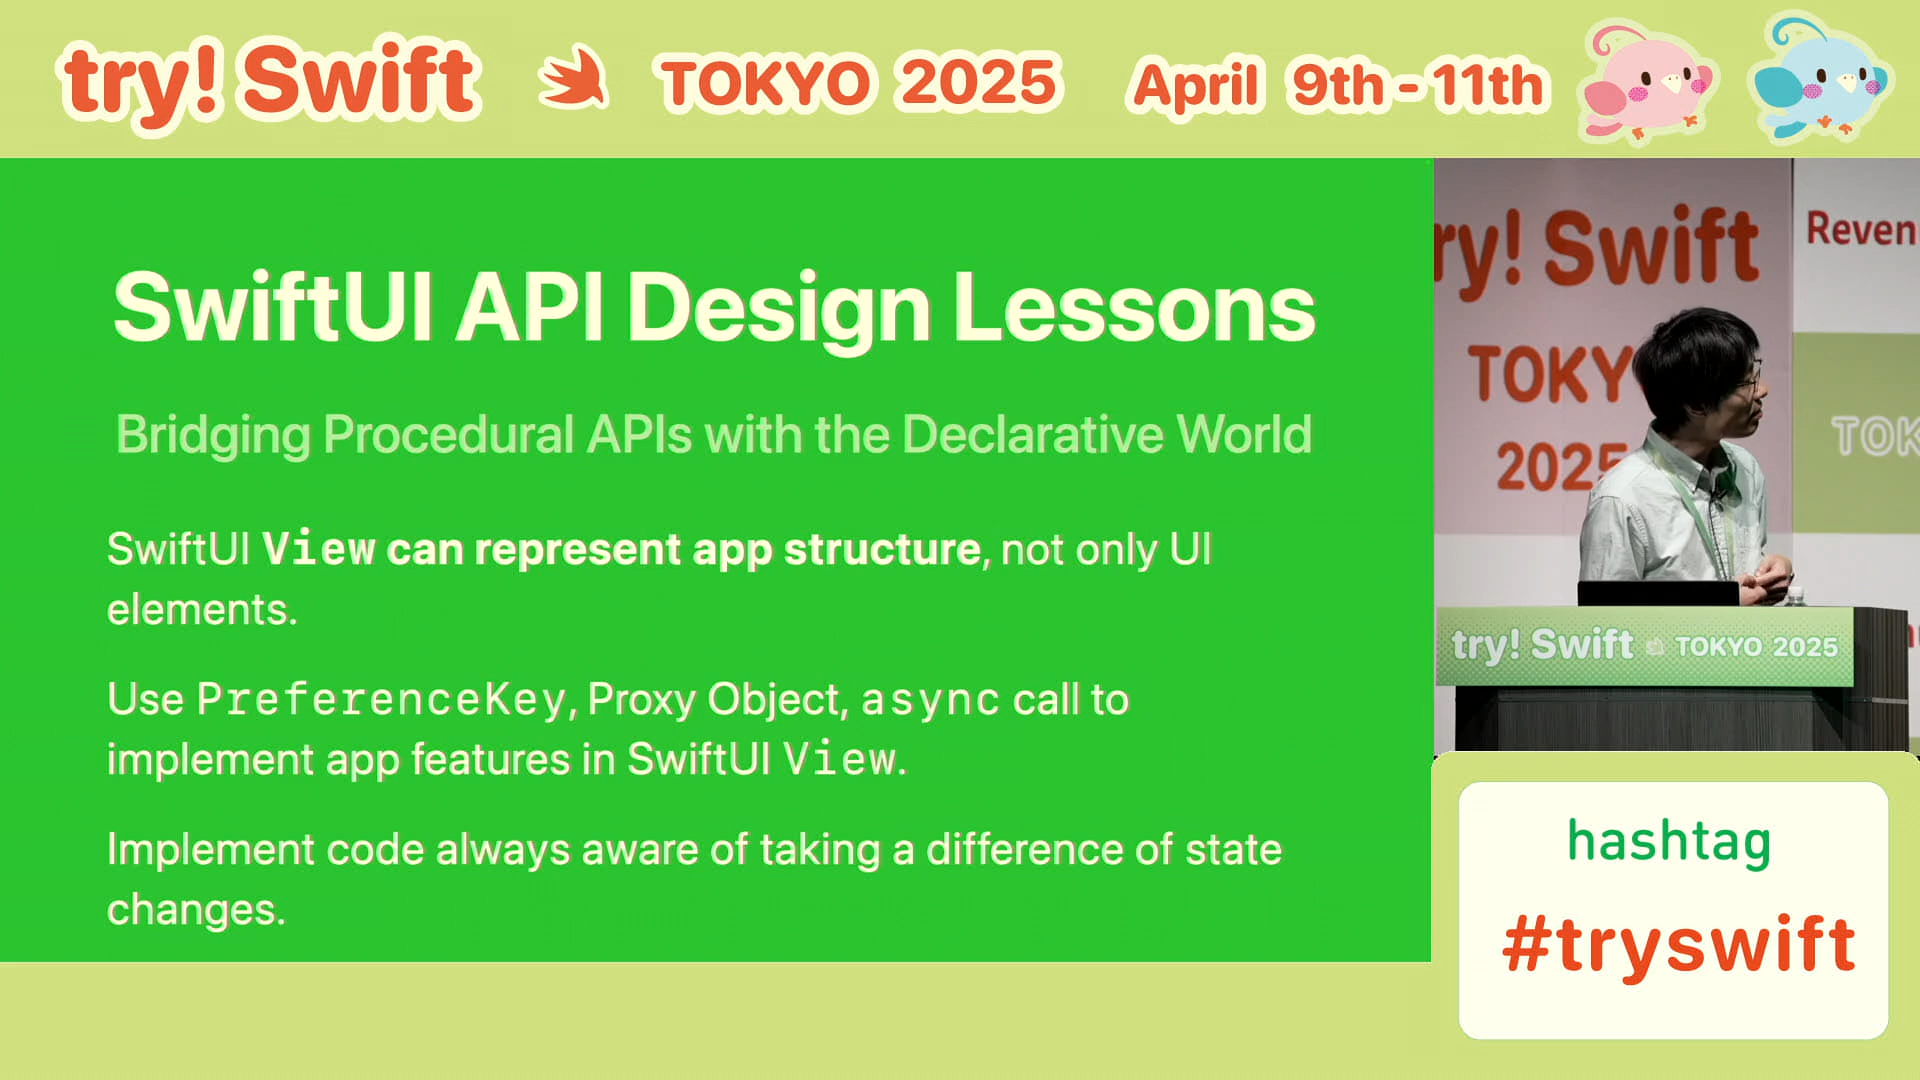 try! Swift TOKYO 2025 April 9th-11th
SwiftUI API Design Lessons
Bridging Procedural APIs with the Declarative World
SwiftUI View can represent app structure, not only UI
elements.
Use PreferenceKey, Proxy Object, async call to
implement app features in SwiftUI View.
Implement code always aware of taking a difference of state
changes.
ry! Swift
TOKY
2025
Reven
TOK
try! Swift TOKYO 2025
hashtag
#tryswift